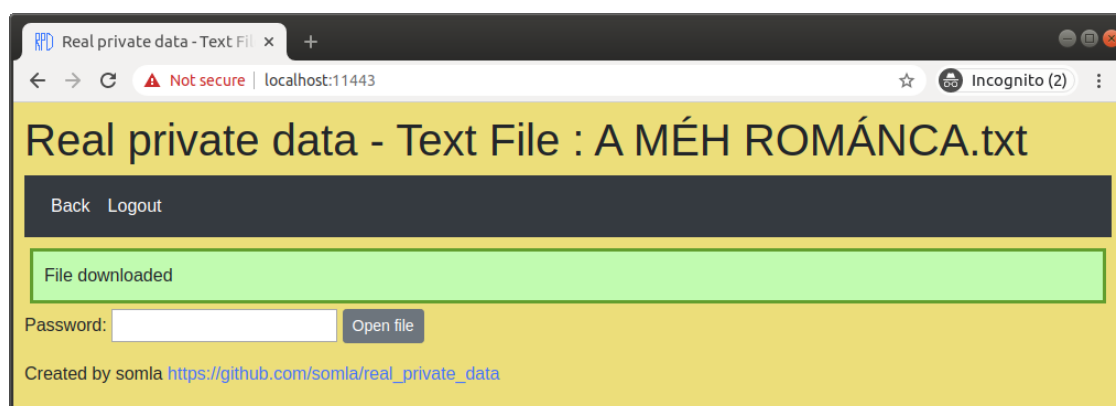 RPD Real private data - Text Fil
Not secure | localhost:11443 Incognito (2)
Real private data - Text File : A MÉH ROMÁNCA.txt
Back Logout
File downloaded
Password: Open file
Created by somla https://github.com/somla/real_private_data